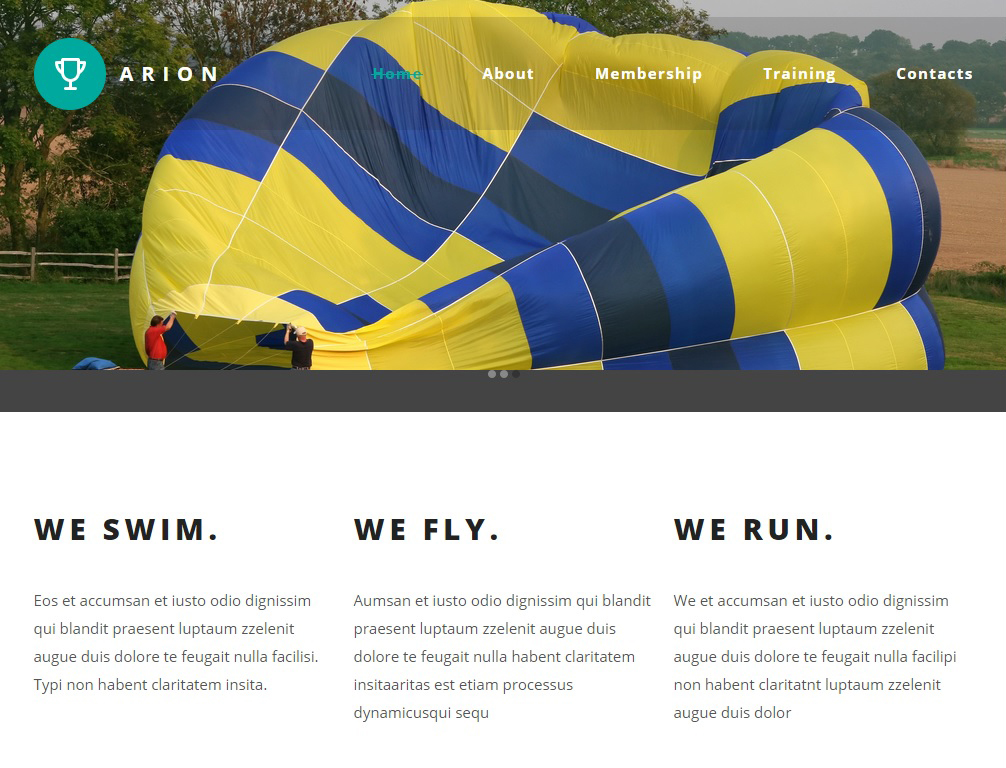 ARION
Home About Membership Training Contacts
WE SWIM.
Eos et accumsan et iusto odio dignissim
qui blandit praesent luptaum zzelenit
augue duis dolore te feugait nulla facilisi.
Typi non habent claritatem insita.
WE FLY.
Aumsan et iusto odio dignissim qui blandit
praesent luptaum zzelenit augue duis
dolore te feugait nulla habent claritatem
insitaaritas est etiam processus
dynamicusqui sequ
WE RUN.
We et accumsan et iusto odio dignissim
qui blandit praesent luptaum zzelenit
augue duis dolore te feugait nulla facilipi
non habent claritatnt luptaum zzelenit
augue duis dolor